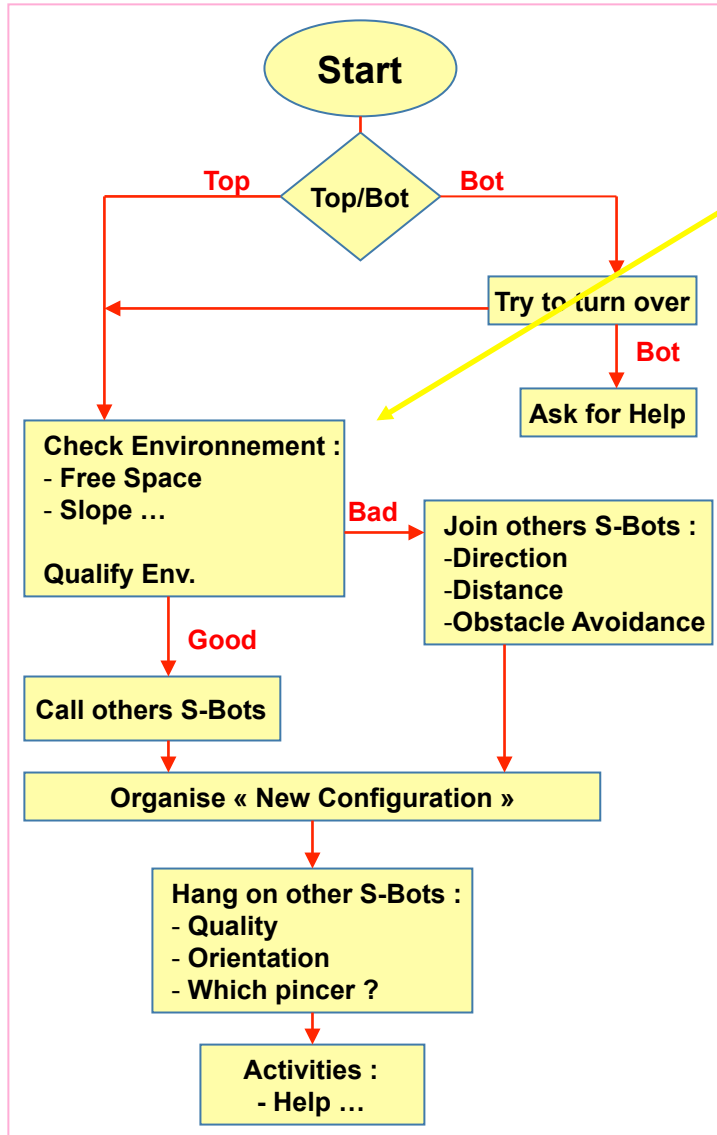 Start
Top/Bot
Top
Bot
Try to turn over
Bot
Ask for Help
Check Environnement :
- Free Space
- Slope …
Qualify Env.
Bad
Join others S-Bots :
-Direction
-Distance
-Obstacle Avoidance
Good
Call others S-Bots
Organise « New Configuration »
Hang on other S-Bots :
- Quality
- Orientation
- Which pincer ?
Activities :
- Help …